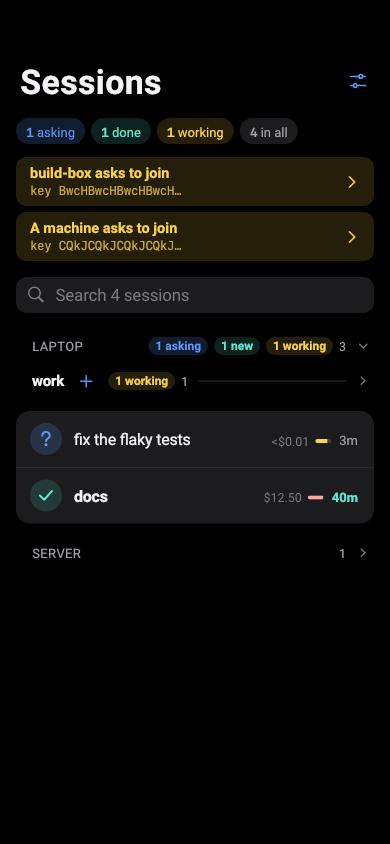 Sessions
1 asking 1 done 1 working 4 in all
build-box asks to join
key BwcHBwcHBwcHBwcH…
A machine asks to join
key CQkJCQkJCQkJCQkJ…
Search 4 sessions
LAPTOP 1 asking 1 new 1 working 3
work + 1 working 1
? fix the flaky tests <$0.01 3m
docs $12.50 40m
SERVER 1